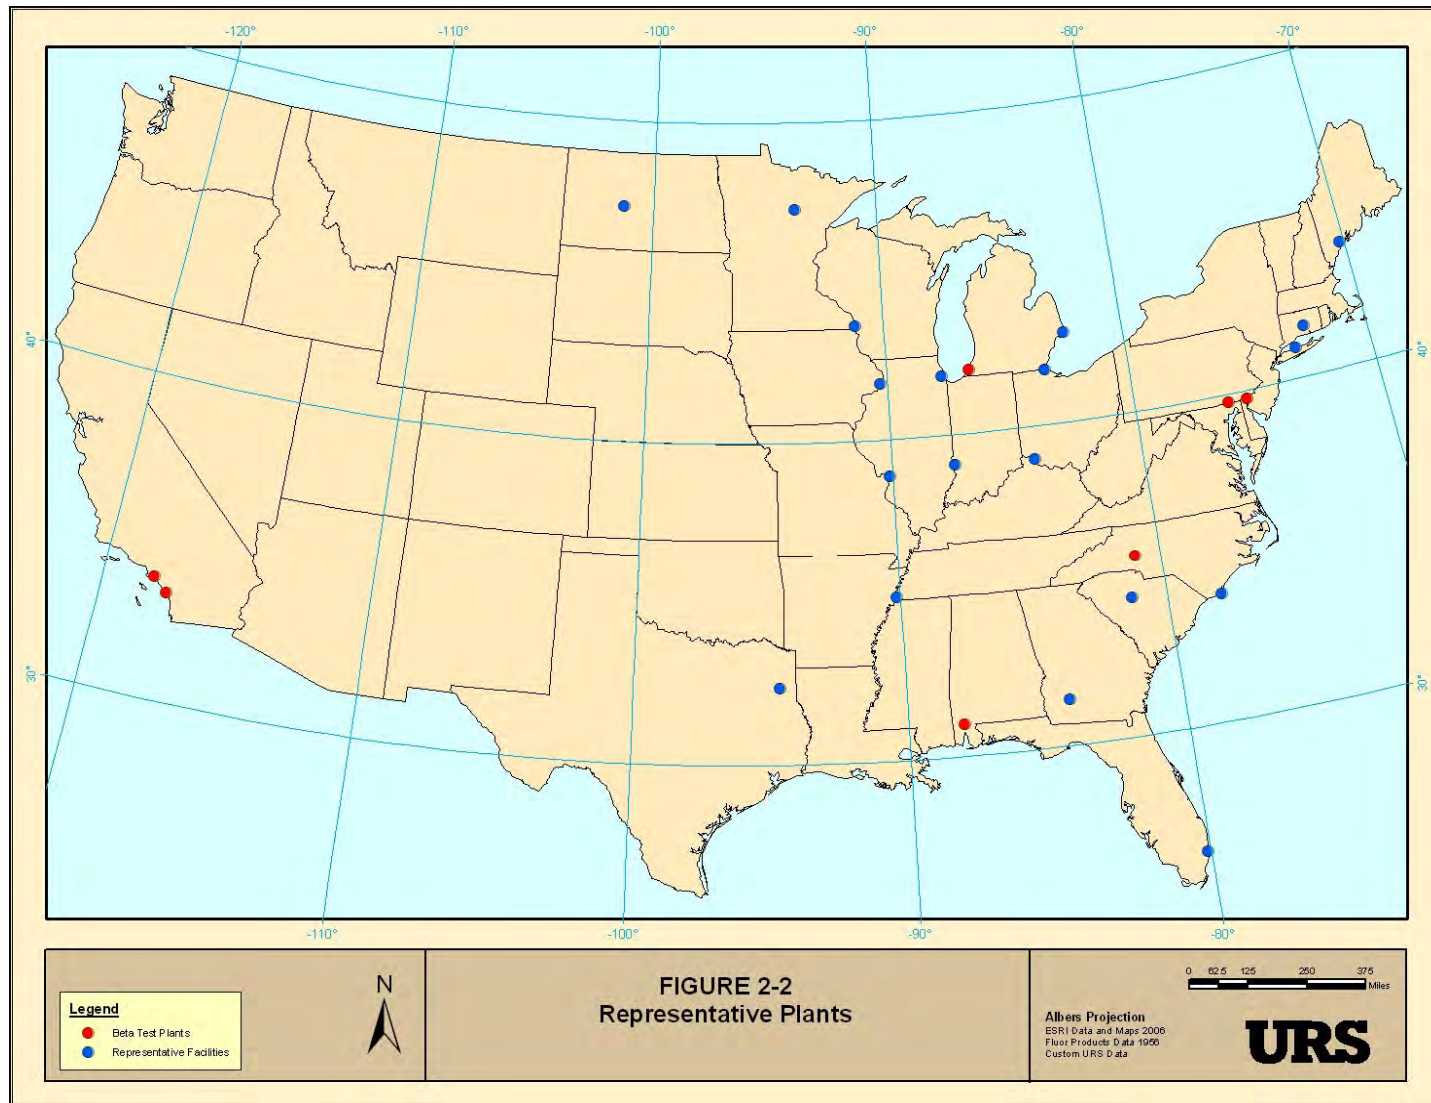 -120°
-110°
-100°
-90°
-80°
-70°
40°
40°
30°
30°
-110°
-100°
-90°
-80°
Legend
Beta Test Plants
Representative Facilities
N
FIGURE 2-2
Representative Plants
0 62.5 125 250 375
Miles
Albers Projection
ESRI Data and Maps 2006
Fluor Products Data 1956
Custom URS Data
URS